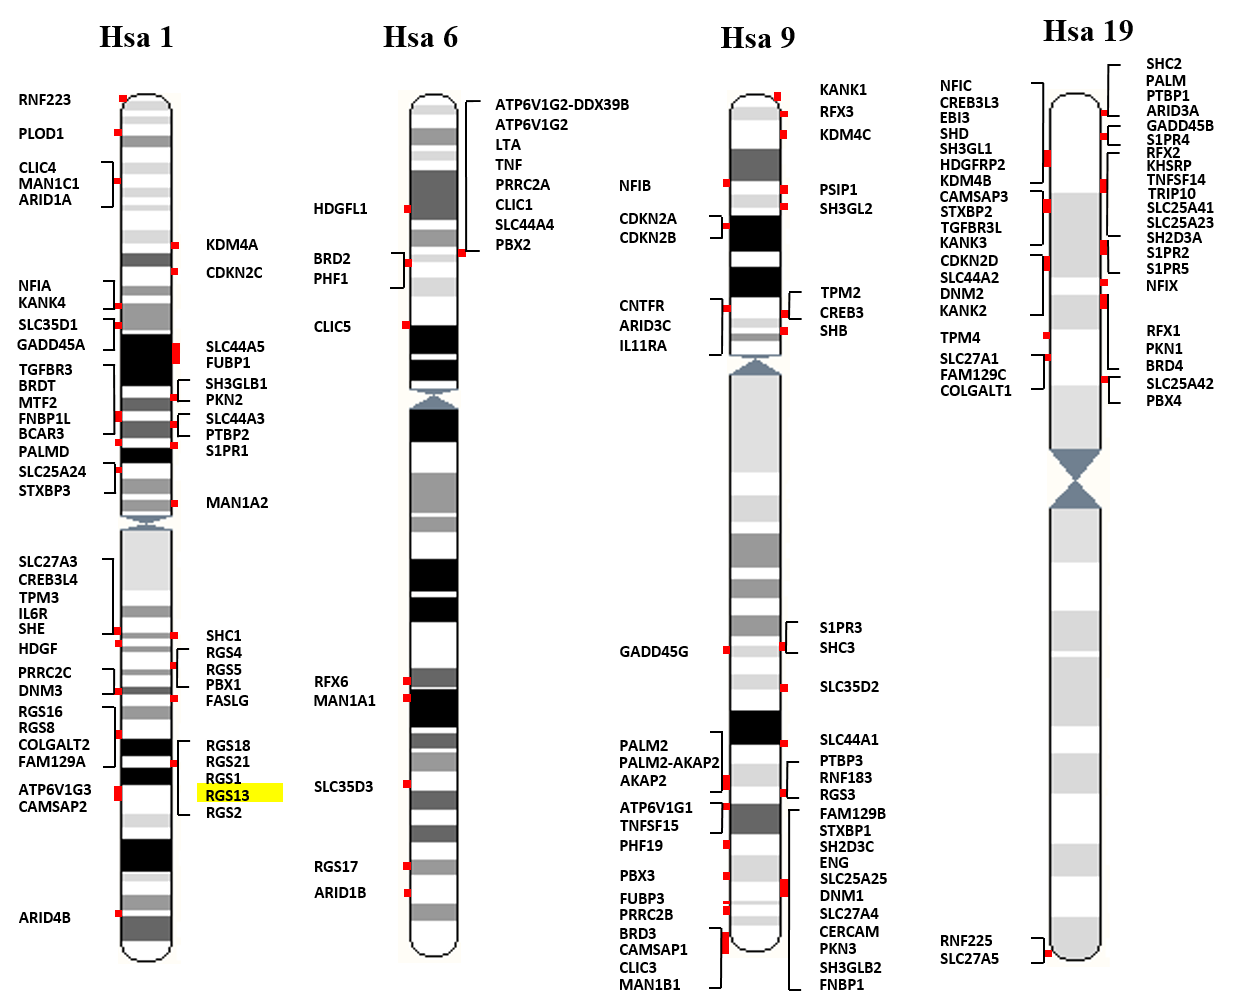 Hsa 1
RNF223
PLOD1
CLIC4
MAN1C1
ARID1A
NFIA
KANK4
SLC35D1
GADD45A
TGFBR3
BRDT
MTF2
FNBP1L
BCAR3
PALMD
SLC25A24
STXBP3
SLC27A3
CREB3L4
TPM3
IL6R
SHE
HDGF
PRRC2C
DNM3
RGS16
RGS8
COLGALT2
FAM129A
ATP6V1G3
CAMSAP2
ARID4B
KDM4A
CDKN2C
SLC44A5
FUBP1
SH3GLB1
PKN2
SLC44A3
PTBP2
S1PR1
MAN1A2
SHC1
RGS4
RGS5
PBX1
FASLG
RGS18
RGS21
RGS1
RGS13
RGS2
Hsa 6
HDGFL1
BRD2
PHF1
CLIC5
RFX6
MAN1A1
SLC35D3
RGS17
ARID1B
ATP6V1G2-DDX39B
ATP6V1G2
LTA
TNF
PRRC2A
CLIC1
SLC44A4
PBX2
Hsa 9
NFIB
CDKN2A
CDKN2B
CNTFR
ARID3C
IL11RA
GADD45G
PALM2
PALM2-AKAP2
AKAP2
ATP6V1G1
TNFSF15
PHF19
PBX3
FUBP3
PRRC2B
BRD3
CAMSAP1
CLIC3
MAN1B1
KANK1
RFX3
KDM4C
PSIP1
SH3GL2
TPM2
CREB3
SHB
S1PR3
SHC3
SLC35D2
SLC44A1
PTBP3
RNF183
RGS3
FAM129B
STXBP1
SH2D3C
ENG
SLC25A25
DNM1
SLC27A4
CERCAM
PKN3
SH3GLB2
FNBP1
Hsa 19
NFIC
CREB3L3
EBI3
SHD
SH3GL1
HDGFRP2
KDM4B
CAMSAP3
STXBP2
TGFBR3L
KANK3
CDKN2D
SLC44A2
DNM2
KANK2
TPM4
SLC27A1
FAM129C
COLGALT1
RNF225
SLC27A5
SHC2
PALM
PTBP1
ARID3A
GADD45B
S1PR4
RFX2
KHSRP
TNFSF14
TRIP10
SLC25A41
SLC25A23
SH2D3A
S1PR2
S1PR5
NFIX
RFX1
PKN1
BRD4
SLC25A42
PBX4